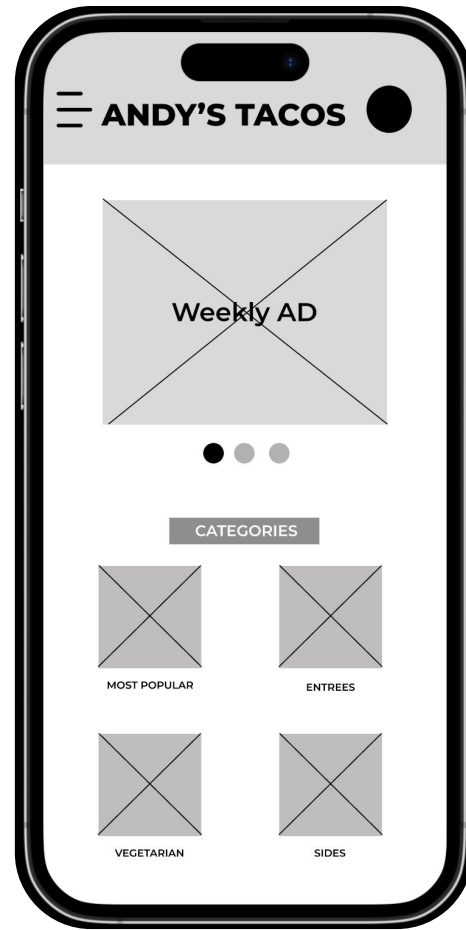 ANDY'S TACOS
Weekly AD
CATEGORIES
MOST POPULAR
ENTREES
VEGETARIAN
SIDES